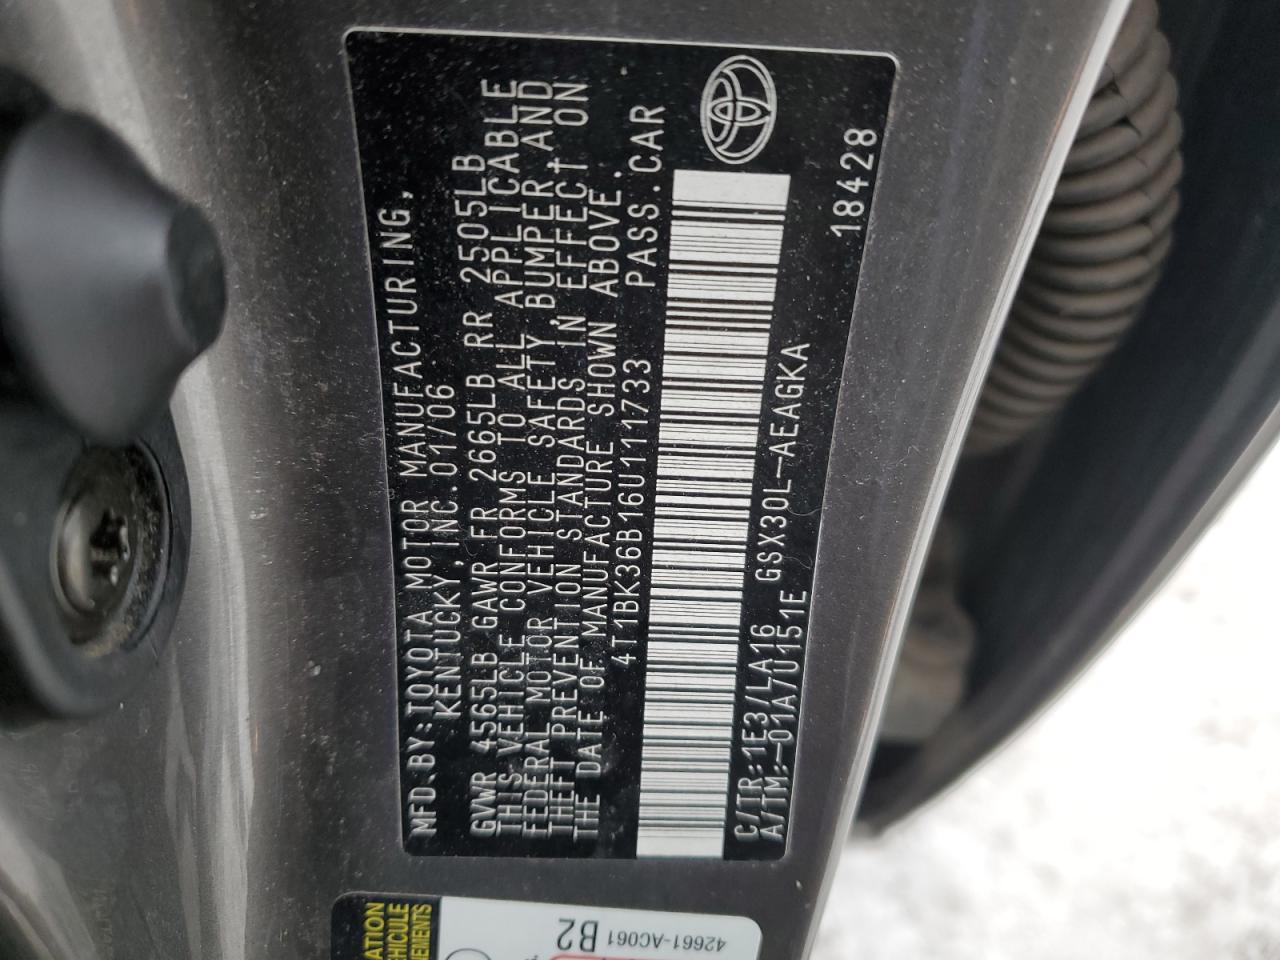 MFD.BY:TOYOTA MOTOR MANUFACTURING,
KENTUCKY,INC.01/06
GVWR 4565LB GAWR FR 2665LB RR 2505LB
THIS VEHICLE CONFORMS TO ALL APPLICABLE
FEDERAL MOTOR VEHICLE SAFETY,BUMPER,AND
THEFT PREVENTION STANDARDS IN EFFECT ON
THE DATE OF MANUFACTURE SHOWN ABOVE.
4T1BK36B16U111733 PASS.CAR
C/TR:1E3/LA16
A/TM:-01A/U0151E GSX30L-AEAGKA
18428
B2
42661-AC061